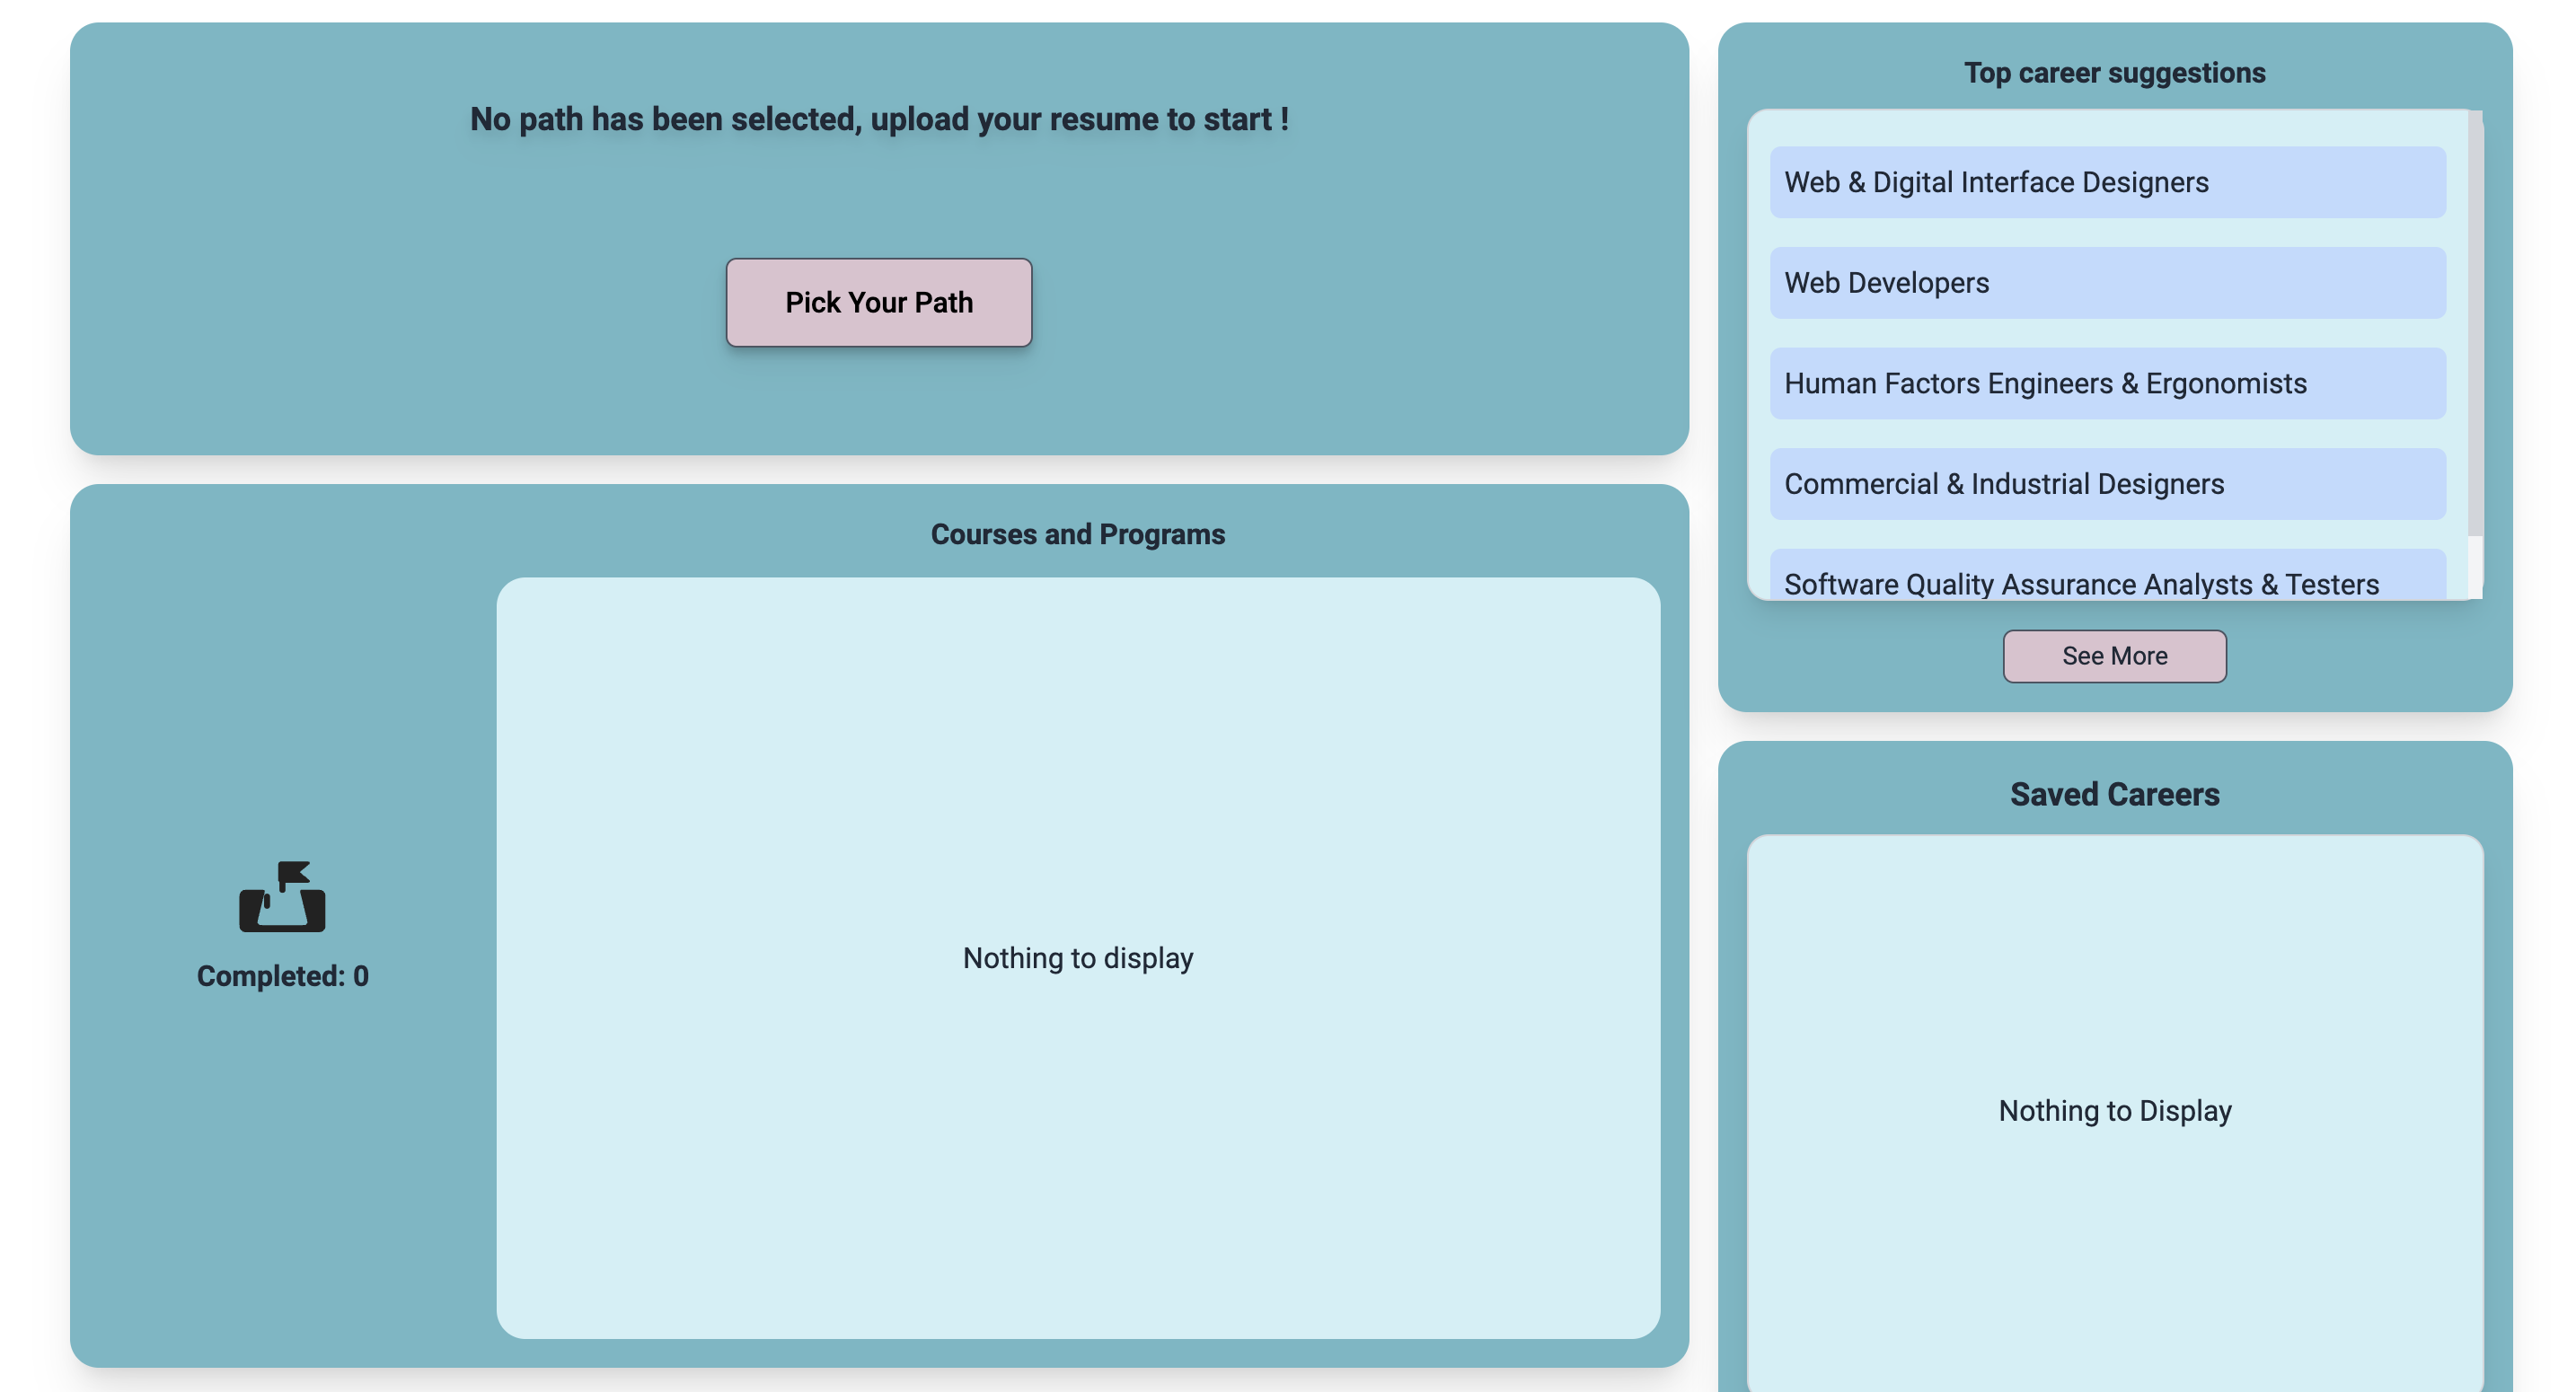 No path has been selected, upload your resume to start !
Pick Your Path
Courses and Programs
Completed: 0
Nothing to display
Top career suggestions
Web & Digital Interface Designers
Web Developers
Human Factors Engineers & Ergonomists
Commercial & Industrial Designers
Software Quality Assurance Analysts & Testers
See More
Saved Careers
Nothing to Display